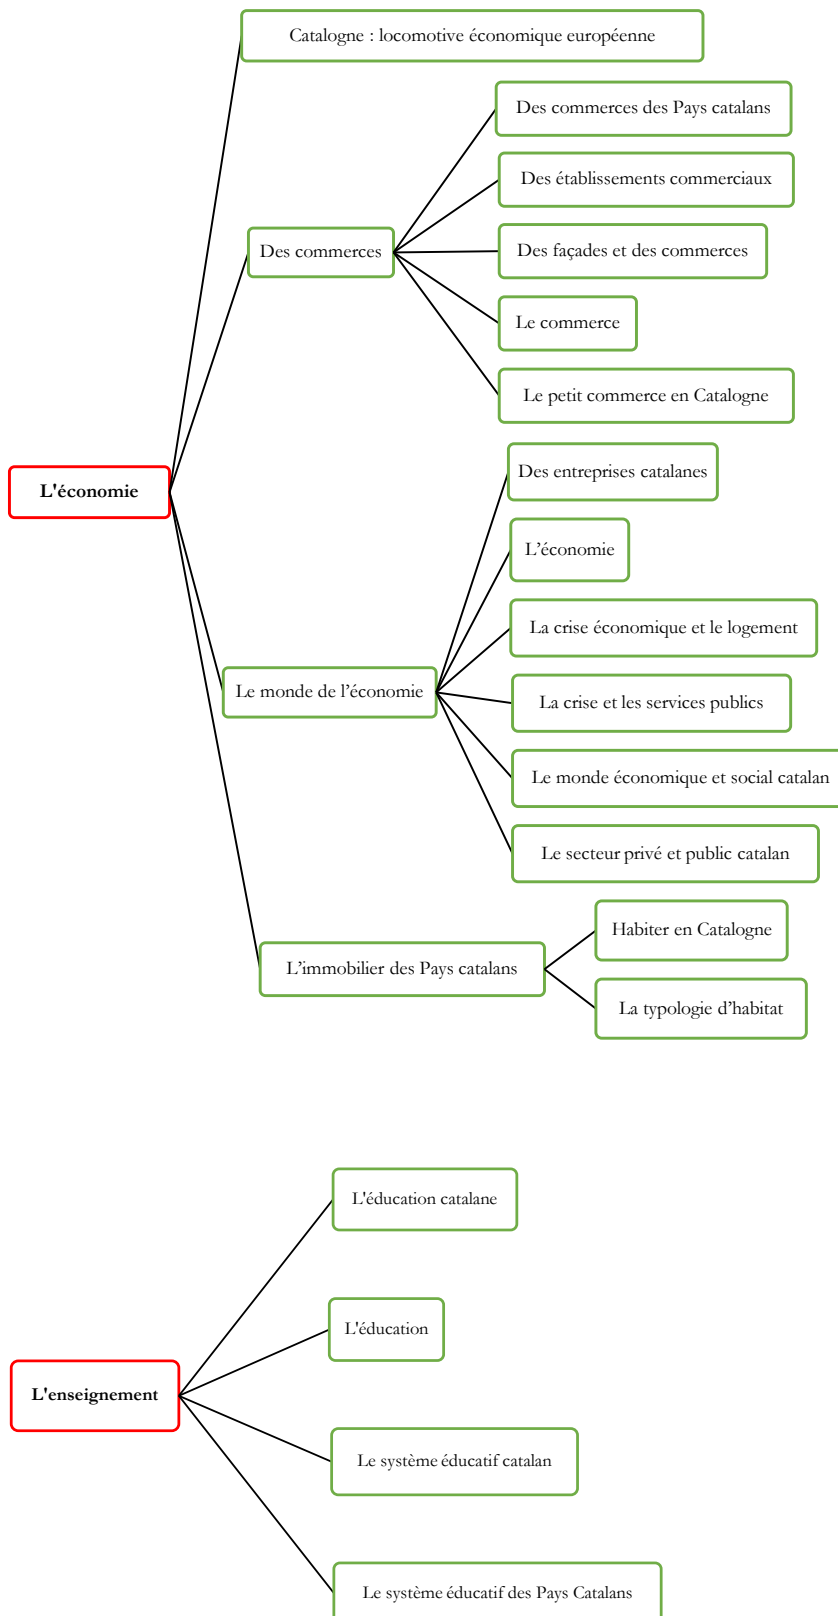 Catalogne : locomotive économique européenne
Des commerces des Pays catalans
Des établissements commerciaux
Des commerces
Des façades et des commerces
Le commerce
Le petit commerce en Catalogne
Des entreprises catalanes
L'économie
L’économie
La crise économique et le logement
Le monde de l’économie
La crise et les services publics
Le monde économique et social catalan
Le secteur privé et public catalan
Habiter en Catalogne
L’immobilier des Pays catalans
La typologie d’habitat
L'éducation catalane
L'éducation
L'enseignement
Le système éducatif catalan
Le système éducatif des Pays Catalans